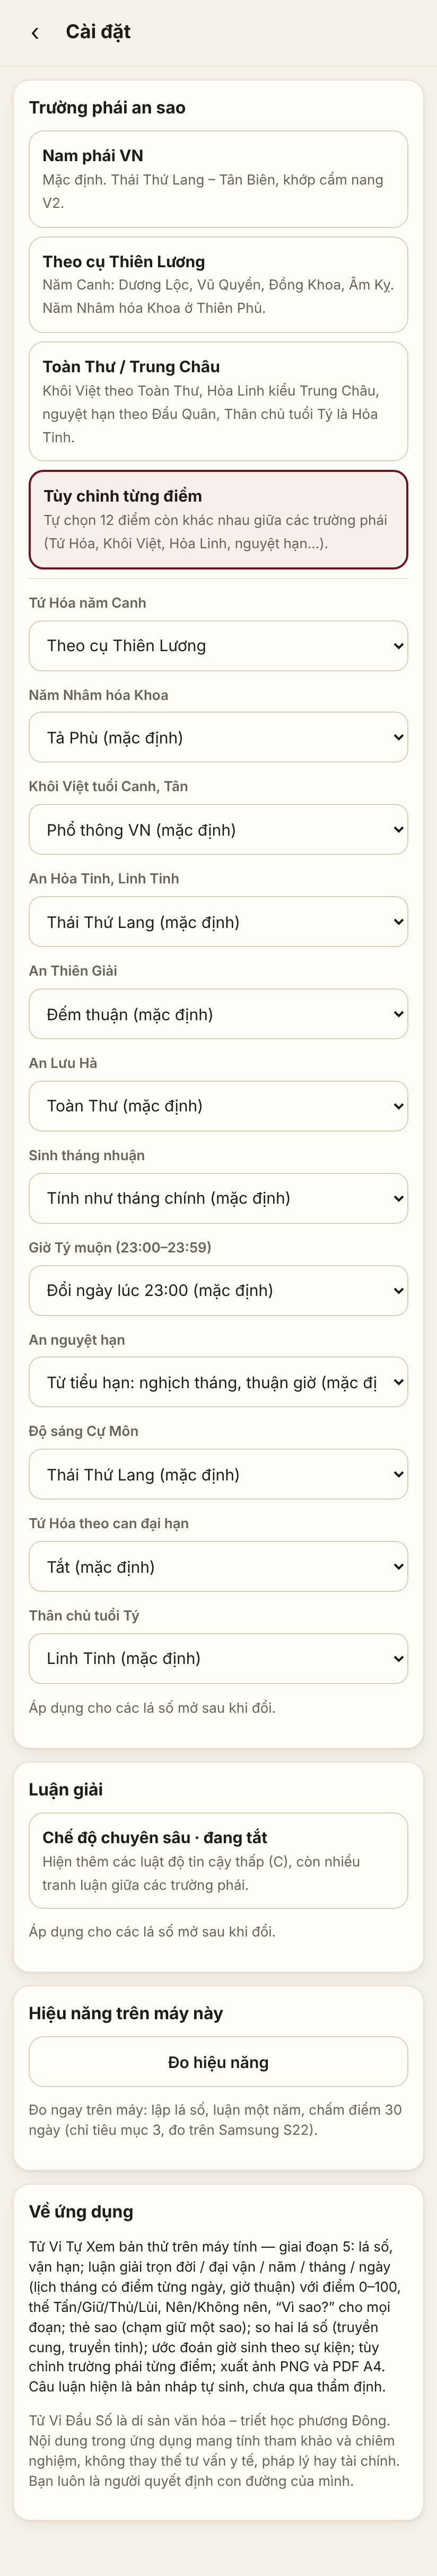 ‹ Cài đặt
Trường phái an sao
Nam phái VN
Mặc định. Thái Thứ Lang – Tân Biên, khớp cẩm nang
V2.
Theo cụ Thiên Lương
Năm Canh: Dương Lộc, Vũ Quyền, Đồng Khoa, Âm Kỵ.
Năm Nhâm hóa Khoa ở Thiên Phủ.
Toàn Thư / Trung Châu
Khôi Việt theo Toàn Thư, Hỏa Linh kiểu Trung Châu,
nguyệt hạn theo Đẩu Quân, Thân chủ tuổi Tý là Hỏa
Tinh.
Tùy chỉnh từng điểm
Tự chọn 12 điểm còn khác nhau giữa các trường phái
(Tứ Hóa, Khôi Việt, Hỏa Linh, nguyệt hạn...).
Tứ Hóa năm Canh
Theo cụ Thiên Lương
Năm Nhâm hóa Khoa
Tả Phù (mặc định)
Khôi Việt tuổi Canh, Tân
Phổ thông VN (mặc định)
An Hỏa Tinh, Linh Tinh
Thái Thứ Lang (mặc định)
An Thiên Giải
Đếm thuận (mặc định)
An Lưu Hà
Toàn Thư (mặc định)
Sinh tháng nhuận
Tính như tháng chính (mặc định)
Giờ Tý muộn (23:00–23:59)
Đổi ngày lúc 23:00 (mặc định)
An nguyệt hạn
Từ tiểu hạn: nghịch tháng, thuận giờ (mặc đị
Độ sáng Cự Môn
Thái Thứ Lang (mặc định)
Tứ Hóa theo can đại hạn
Tắt (mặc định)
Thân chủ tuổi Tý
Linh Tinh (mặc định)
Áp dụng cho các lá số mở sau khi đổi.
Luận giải
Chế độ chuyên sâu · đang tắt
Hiện thêm các luật độ tin cậy thấp (C), còn nhiều
tranh luận giữa các trường phái.
Áp dụng cho các lá số mở sau khi đổi.
Hiệu năng trên máy này
Đo hiệu năng
Đo ngay trên máy: lập lá số, luận một năm, chấm điểm 30
ngày (chỉ tiêu mục 3, đo trên Samsung S22).
Về ứng dụng
Tử Vi Tự Xem bản thử trên máy tính — giai đoạn 5: lá số,
vận hạn; luận giải trọn đời / đại vận / năm / tháng / ngày
(lịch tháng có điểm từng ngày, giờ thuận) với điểm 0–100,
thế Tấn/Giữ/Thủ/Lùi, Nên/Không nên, “Vì sao?” cho mọi
đoạn; thẻ sao (chạm giữ một sao); so hai lá số (truyền
cung, truyền tinh); ước đoán giờ sinh theo sự kiện; tùy
chỉnh trường phái từng điểm; xuất ảnh PNG và PDF A4.
Câu luận hiện là bản nháp tự sinh, chưa qua thẩm định.
Tử Vi Đẩu Số là di sản văn hóa – triết học phương Đông.
Nội dung trong ứng dụng mang tính tham khảo và chiêm
nghiệm, không thay thế tư vấn y tế, pháp lý hay tài chính.
Bạn luôn là người quyết định con đường của mình.